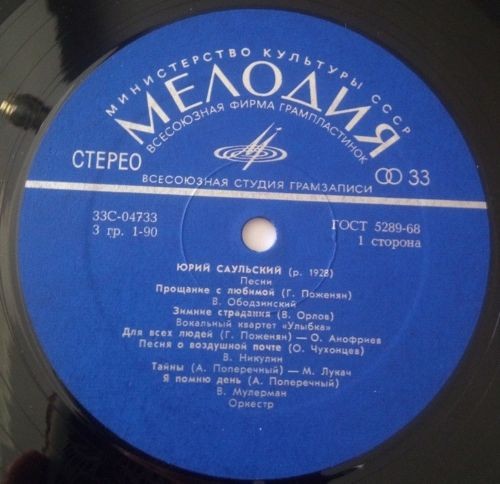 МИНИСТЕРСТВО КУЛЬТУРЫ СССР
МЕЛОДИЯ
ВСЕСОЮЗНАЯ ФИРМА ГРАМПЛАСТИНОК
СТЕРЕО
33
ВСЕСОЮЗНАЯ СТУДИЯ ГРАМЗАПИСИ
33С-04733
ГОСТ 5289-68
3 гр. 1-90
1 сторона
ЮРИЙ САУЛЬСКИЙ (р. 1928)
Песни
Прощание с любимой (Г. Поженян)
В. Ободзинский
Зимние страдания (В. Орлов)
Вокальный квартет «Улыбка»
Для всех людей (Г. Поженян) — О. Анофриев
Песня о воздушной почте (О. Чухонцев)
В. Никулин
Тайны (А. Поперечный) — М. Лукач
Я помню день (А. Поперечный)
В. Мулерман
Оркестр